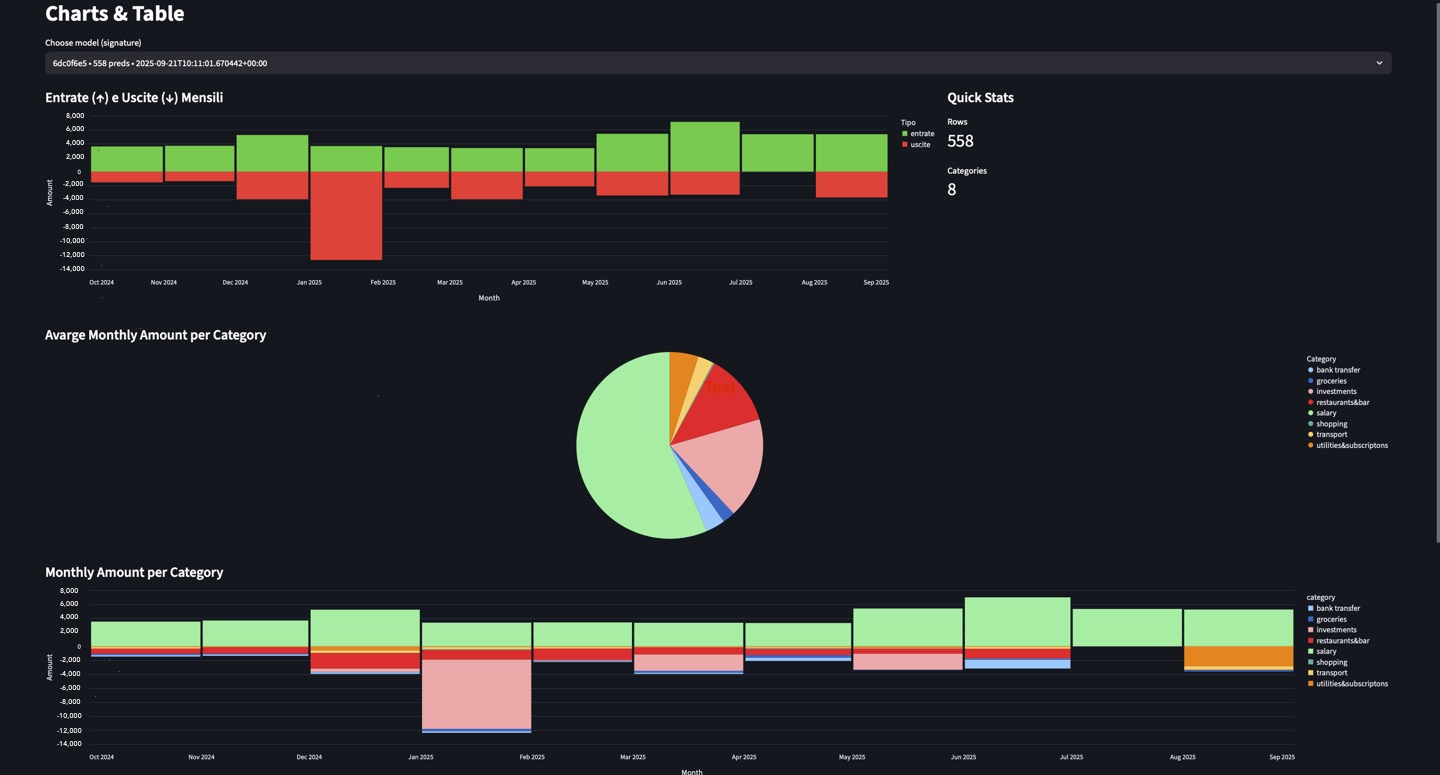 Charts & Table
Choose model (signature)
6dc0f6e5 • 558 preds • 2025-09-21T10:11:01.670442+00:00
Entrate (↑) e Uscite (↓) Mensili
Quick Stats
Rows
558
Categories
8
Tipo
entrate
uscite
8,000
6,000
4,000
2,000
0
-2,000
-4,000
-6,000
-8,000
-10,000
-12,000
-14,000
Amount
Oct 2024 Nov 2024 Dec 2024 Jan 2025 Feb 2025 Mar 2025 Apr 2025 May 2025 Jun 2025 Jul 2025 Aug 2025 Sep 2025
Month
Avarge Monthly Amount per Category
Text
Category
bank transfer
groceries
investments
restaurants&bar
salary
shopping
transport
utilities&subscriptons
Monthly Amount per Category
8,000
6,000
4,000
2,000
0
-2,000
-4,000
-6,000
-8,000
-10,000
-12,000
-14,000
Amount
Oct 2024 Nov 2024 Dec 2024 Jan 2025 Feb 2025 Mar 2025 Apr 2025 May 2025 Jun 2025 Jul 2025 Aug 2025 Sep 2025
Month
category
bank transfer
groceries
investments
restaurants&bar
salary
shopping
transport
utilities&subscriptons